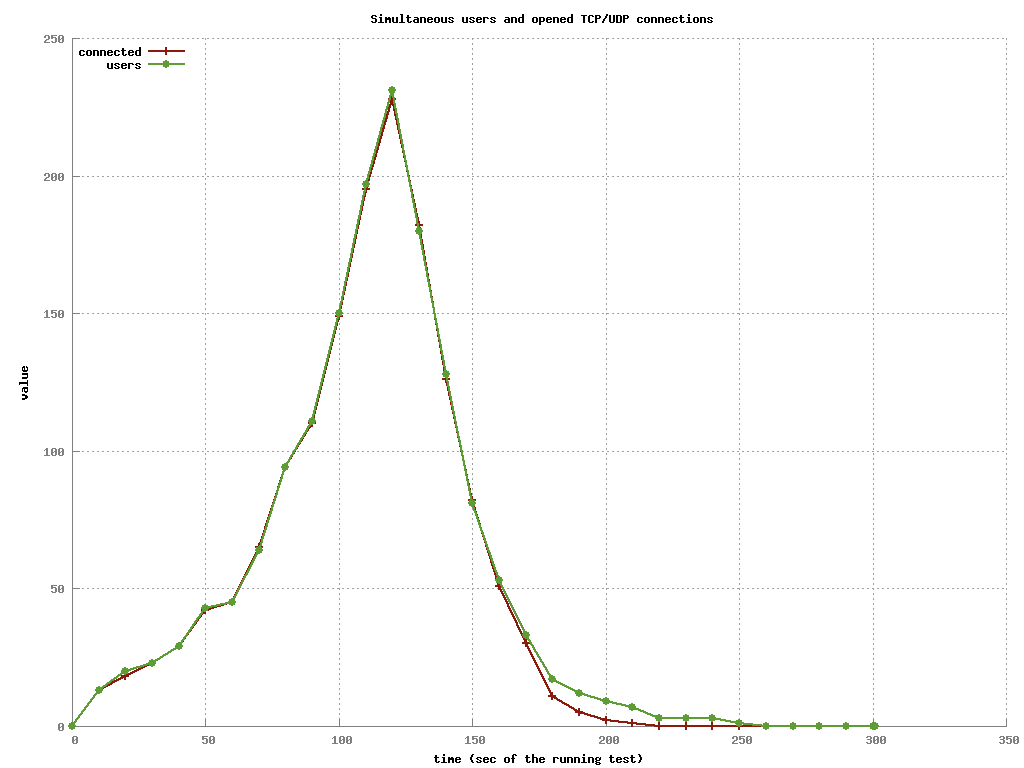 Simultaneous users and opened TCP/UDP connections
250
connected
users
200
150
value
100
50
0
0 50 100 150 200 250 300 350
time (sec of the running test)